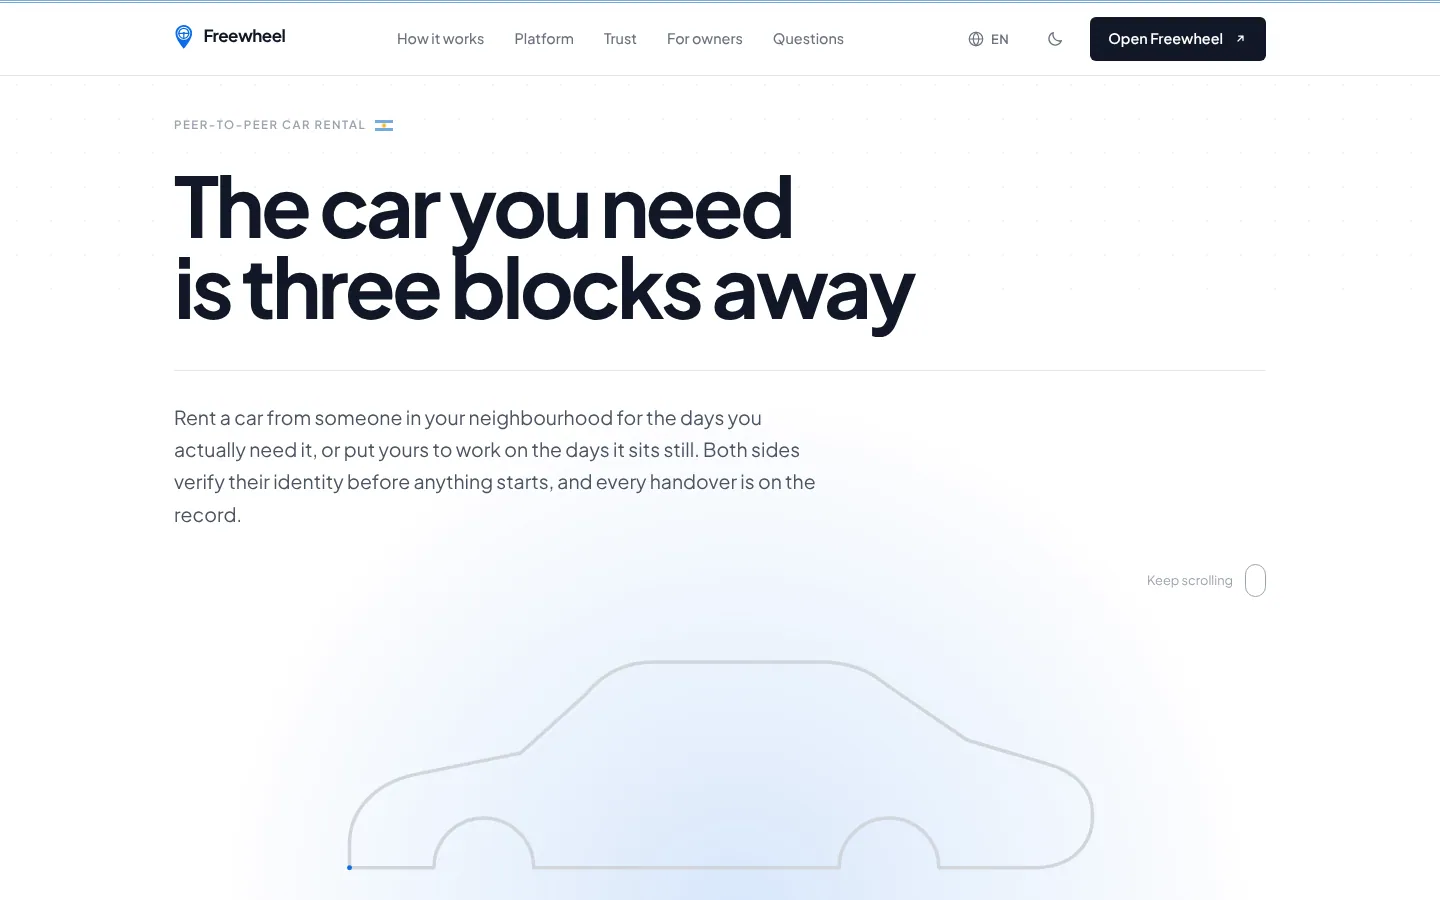 Freewheel
How it works
Platform
Trust
For owners
Questions
EN
Open Freewheel
PEER-TO-PEER CAR RENTAL
The car you need
is three blocks away
Rent a car from someone in your neighbourhood for the days you
actually need it, or put yours to work on the days it sits still. Both sides
verify their identity before anything starts, and every handover is on the
record.
Keep scrolling